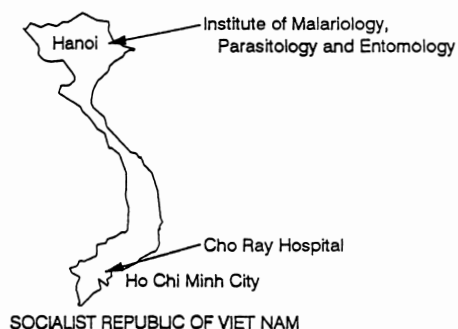 Hanoi
Institute of Malariology,
Parasitology and Entomology
Cho Ray Hospital
Ho Chi Minh City
SOCIALIST REPUBLIC OF VIET NAM